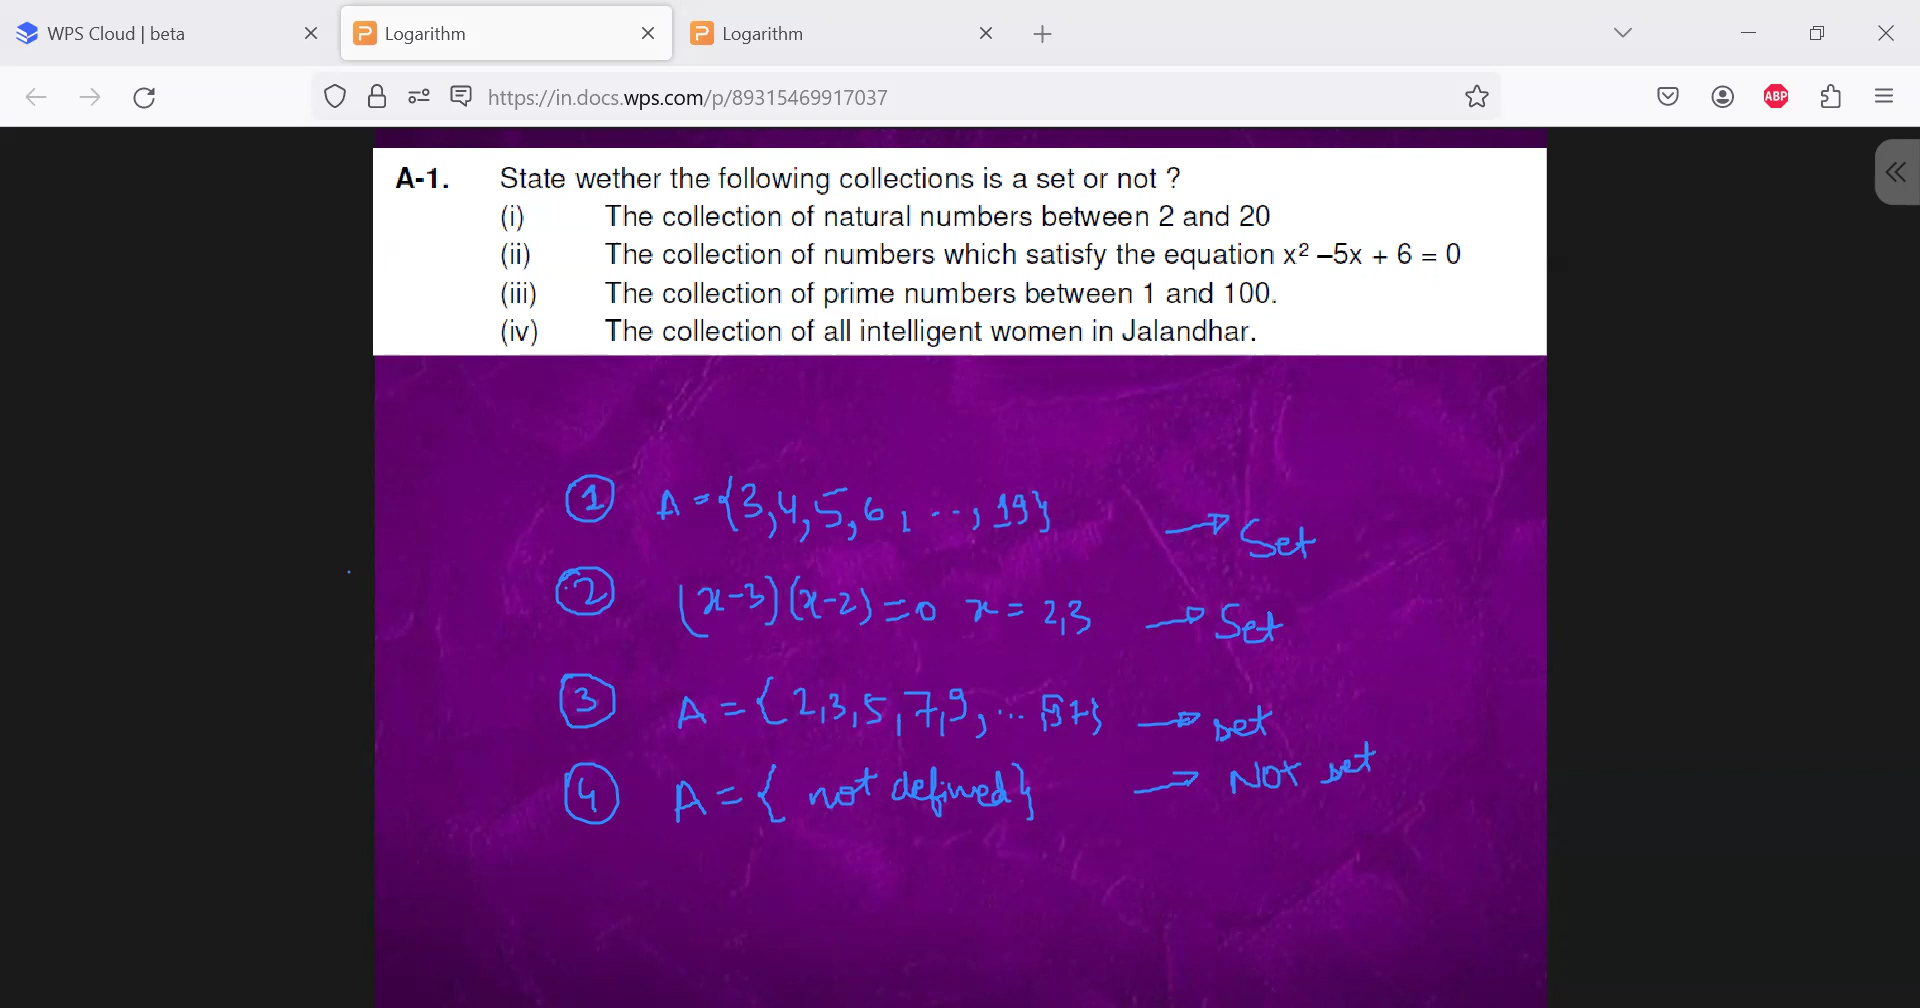 WPS Cloud | beta
Logarithm
Logarithm
https://in.docs.wps.com/p/89315469917037
ABP
A-1. State wether the following collections is a set or not ?
(i) The collection of natural numbers between 2 and 20
(ii) The collection of numbers which satisfy the equation x² –5x + 6 = 0
(iii) The collection of prime numbers between 1 and 100.
(iv) The collection of all intelligent women in Jalandhar.
① A = {3,4,5,6, ..., 19} → Set
② (x-3)(x-2) = 0 x = 2,3 → Set
③ A = {2,3,5,7,9, ... 97} → set
④ A = { not defined} → NOT set